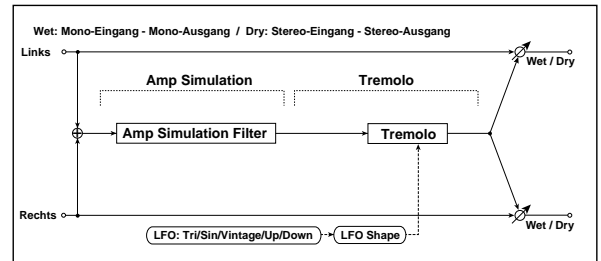 Wet: Mono-Eingang - Mono-Ausgang / Dry: Stereo-Eingang - Stereo-Ausgang
Links
Wet / Dry
Amp Simulation
Tremolo
Amp Simulation Filter
Tremolo
Rechts
Wet / Dry
LFO: Tri/Sin/Vintage/Up/Down
LFO Shape